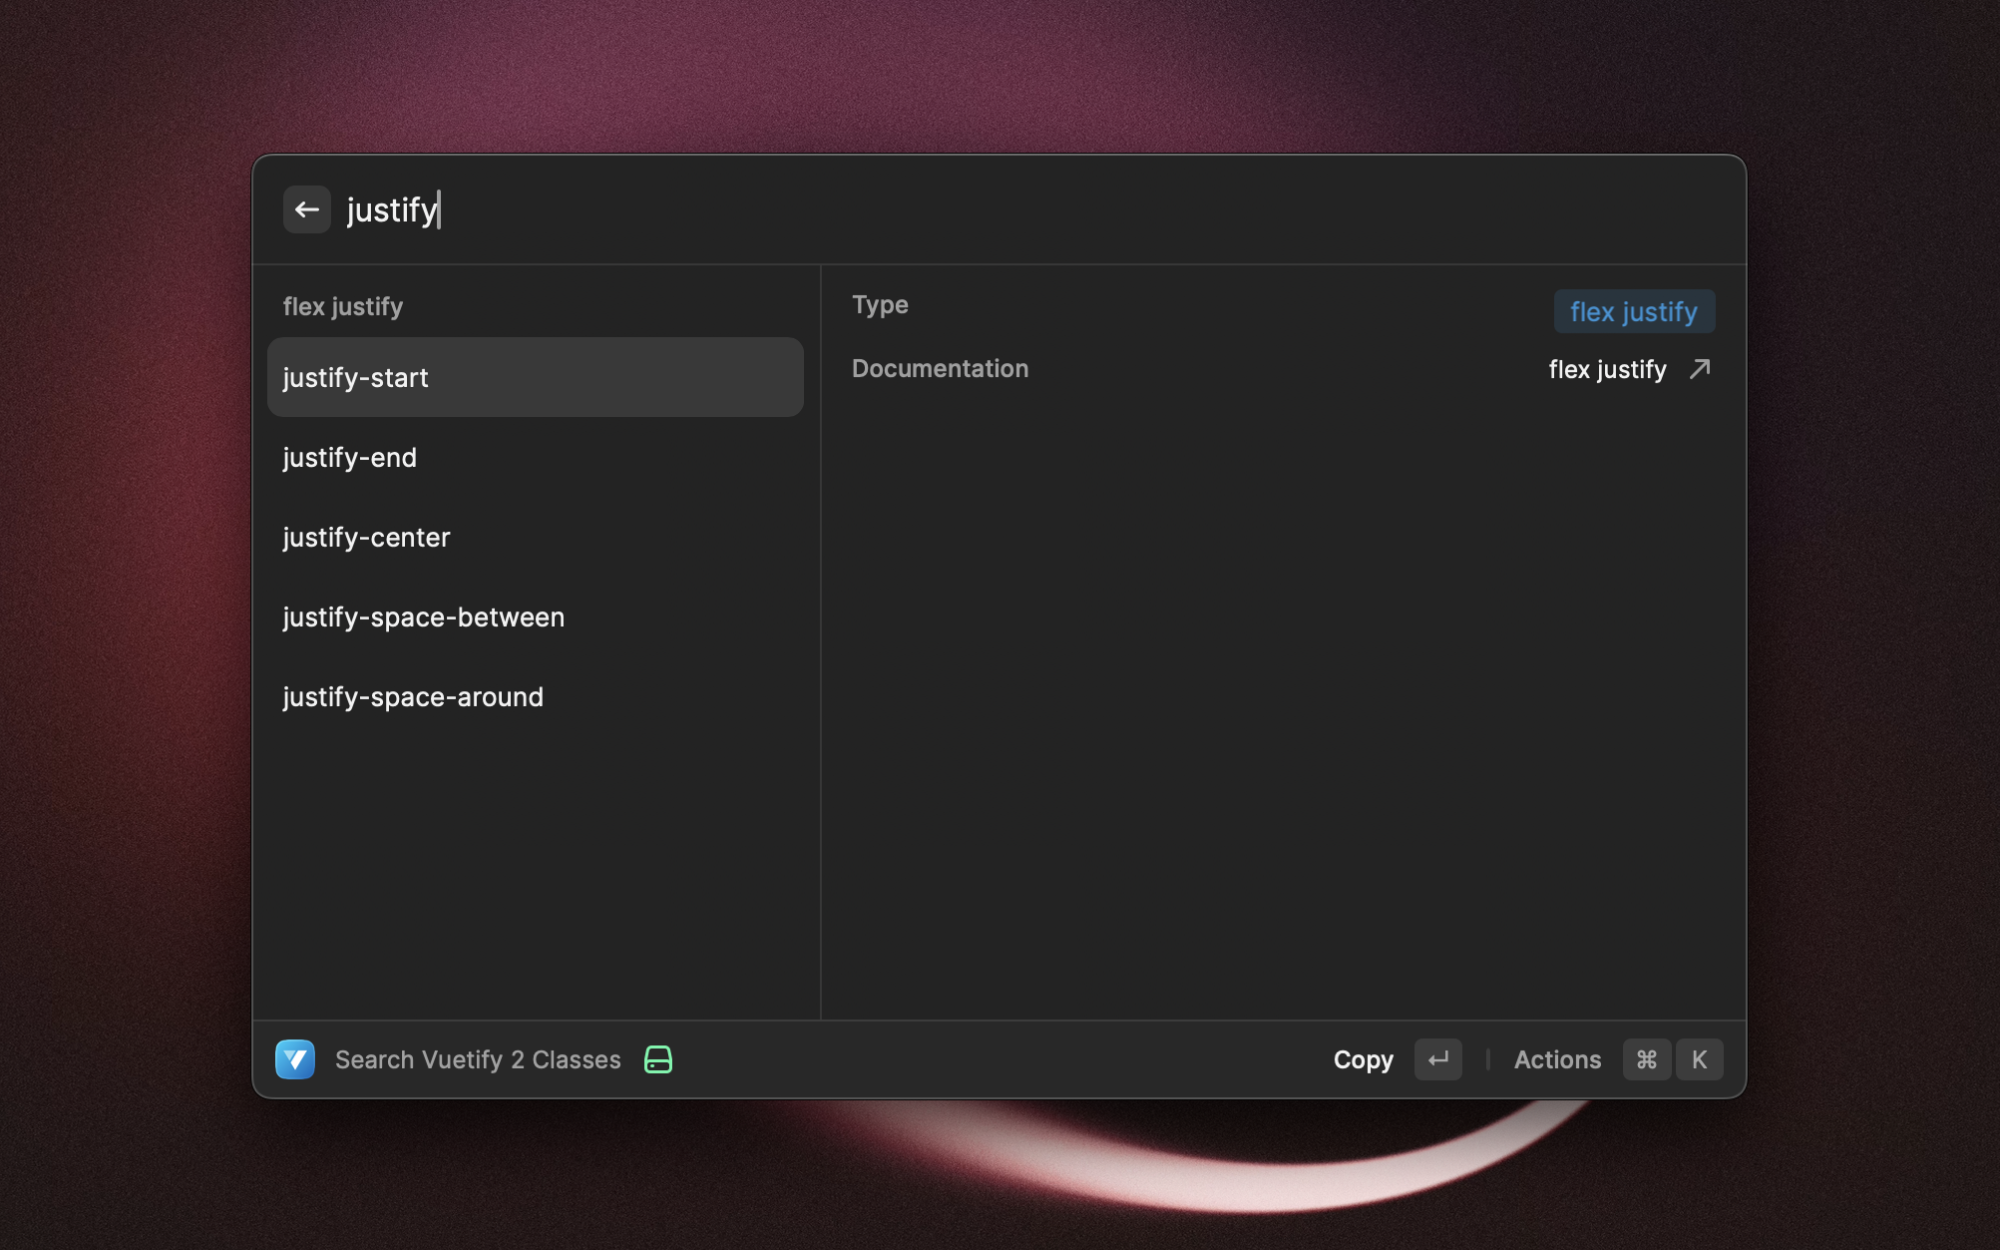 justify
flex justify
justify-start
justify-end
justify-center
justify-space-between
justify-space-around
Type
flex justify
Documentation
flex justify
Search Vuetify 2 Classes
Copy
Actions ⌘ K